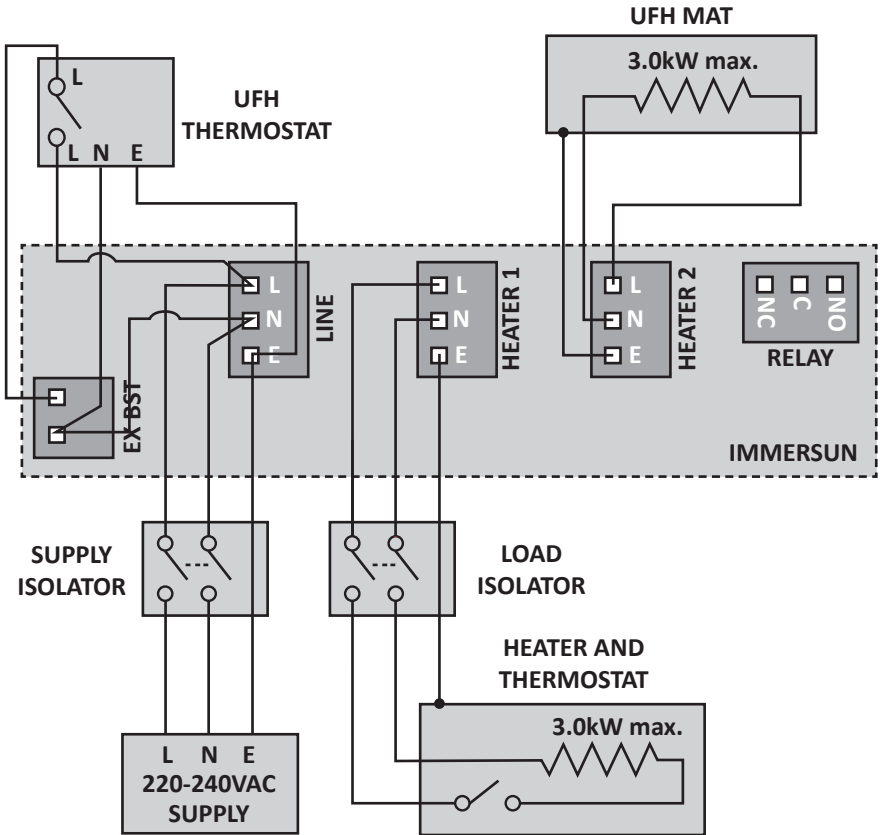 UFH MAT
3.0kW max.
L
UFH
THERMOSTAT
L N E
L
N
E
LINE
L
N
E
HEATER 1
L
N
E
HEATER 2
NC
C
NO
RELAY
EX BST
IMMERSUN
SUPPLY
ISOLATOR
LOAD
ISOLATOR
HEATER AND
THERMOSTAT
3.0kW max.
L N E
220-240VAC
SUPPLY